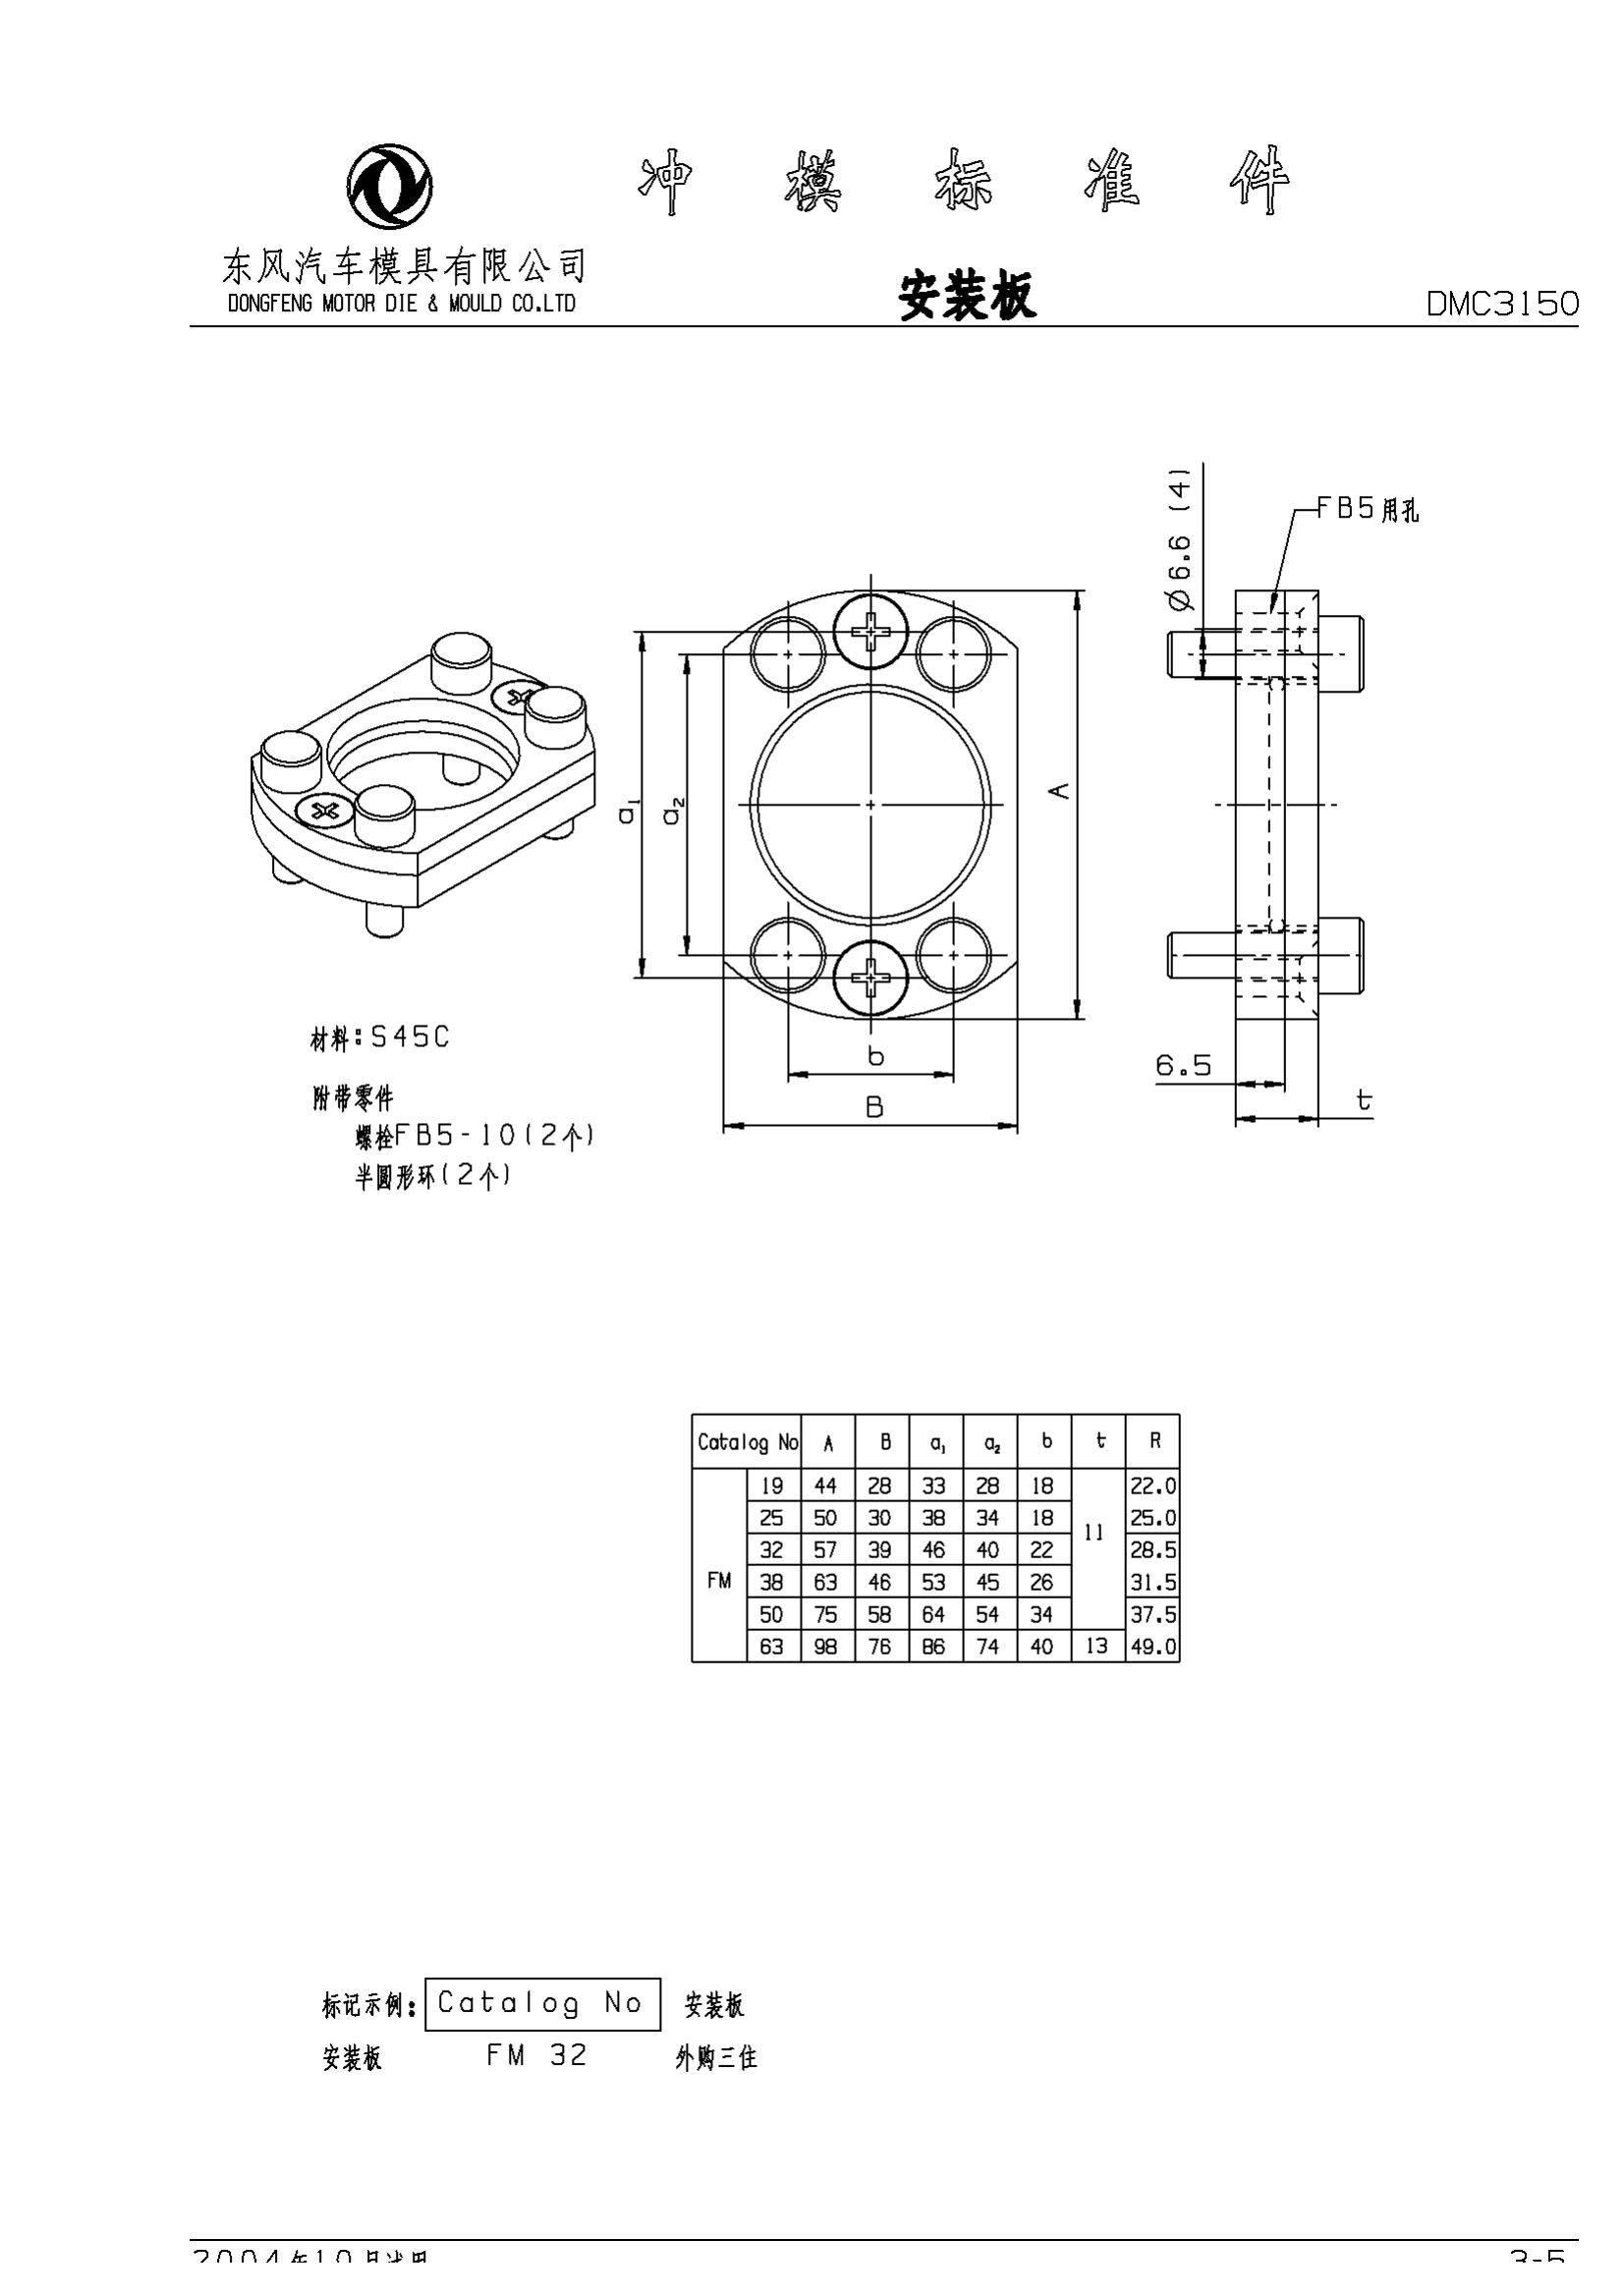 冲 模 标 准 件
东风汽车模具有限公司
DONGFENG MOTOR DIE & MOULD CO.LTD
安装板
DMC3150
Ø6.6 (4)
FB5用孔
a₁
a₂
A
b
B
6.5
t
材料:S45C
附带零件
螺栓FB5-10(2个)
半圆形环(2个)
Catalog No A B a₁ a₂ b t R
FM
19 44 28 33 28 18 11 22.0
25 50 30 38 34 18 25.0
32 57 39 46 40 22 28.5
38 63 46 53 45 26 31.5
50 75 58 64 54 34 37.5
63 98 76 86 74 40 13 49.0
标记示例: Catalog No 安装板
安装板 FM 32 外购三住
2004年10月
3-5